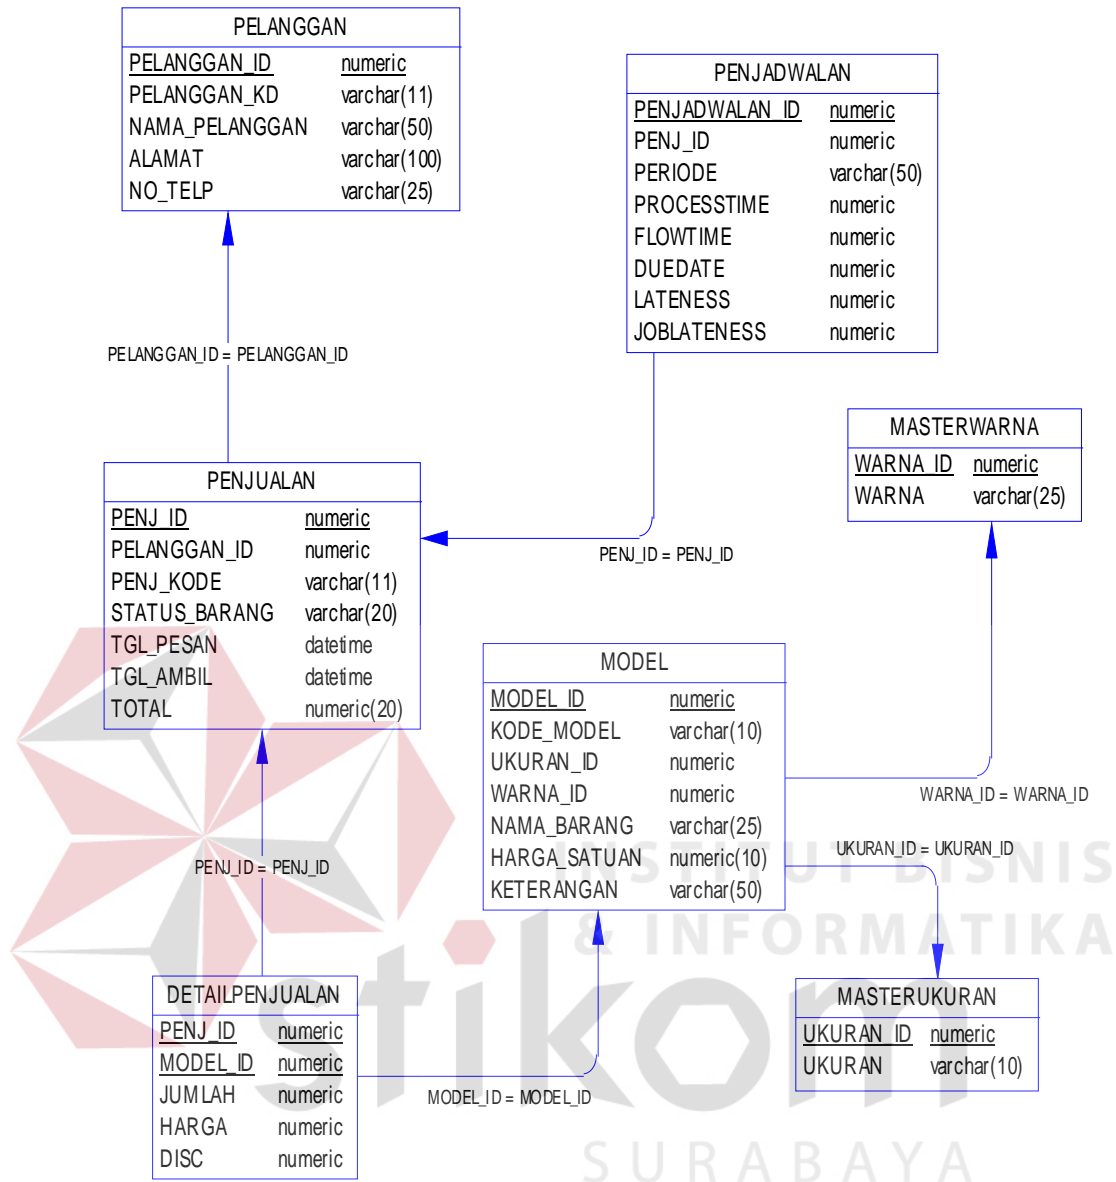 PELANGGAN
PELANGGAN_ID numeric
PELANGGAN_KD varchar(11)
NAMA_PELANGGAN varchar(50)
ALAMAT varchar(100)
NO_TELP varchar(25)
PENJADWALAN
PENJADWALAN_ID numeric
PENJ_ID numeric
PERIODE varchar(50)
PROCESSTIME numeric
FLOWTIME numeric
DUEDATE numeric
LATENESS numeric
JOBLATENESS numeric
PELANGGAN_ID = PELANGGAN_ID
MASTERWARNA
WARNA_ID numeric
WARNA varchar(25)
PENJUALAN
PENJ_ID numeric
PELANGGAN_ID numeric
PENJ_KODE varchar(11)
STATUS_BARANG varchar(20)
TGL_PESAN datetime
TGL_AMBIL datetime
TOTAL numeric(20)
PENJ_ID = PENJ_ID
MODEL
MODEL_ID numeric
KODE_MODEL varchar(10)
UKURAN_ID numeric
WARNA_ID numeric
NAMA_BARANG varchar(25)
HARGA_SATUAN numeric(10)
KETERANGAN varchar(50)
WARNA_ID = WARNA_ID
UKURAN_ID = UKURAN_ID
PENJ_ID = PENJ_ID
INSTITUT BISNIS
& INFORMATIKA
stikom
SURABAYA
DETAILPENJUALAN
PENJ_ID numeric
MODEL_ID numeric
JUMLAH numeric
HARGA numeric
DISC numeric
MODEL_ID = MODEL_ID
MASTERUKURAN
UKURAN_ID numeric
UKURAN varchar(10)